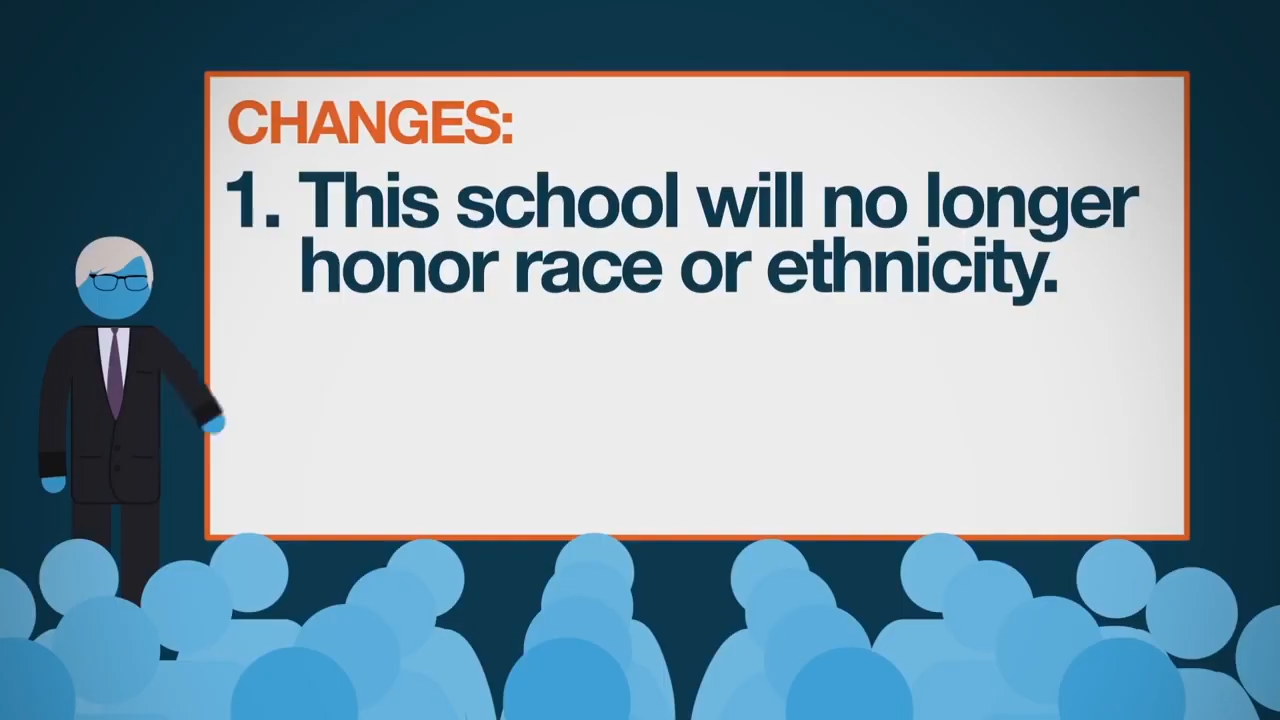 CHANGES:
1. This school will no longer
honor race or ethnicity.